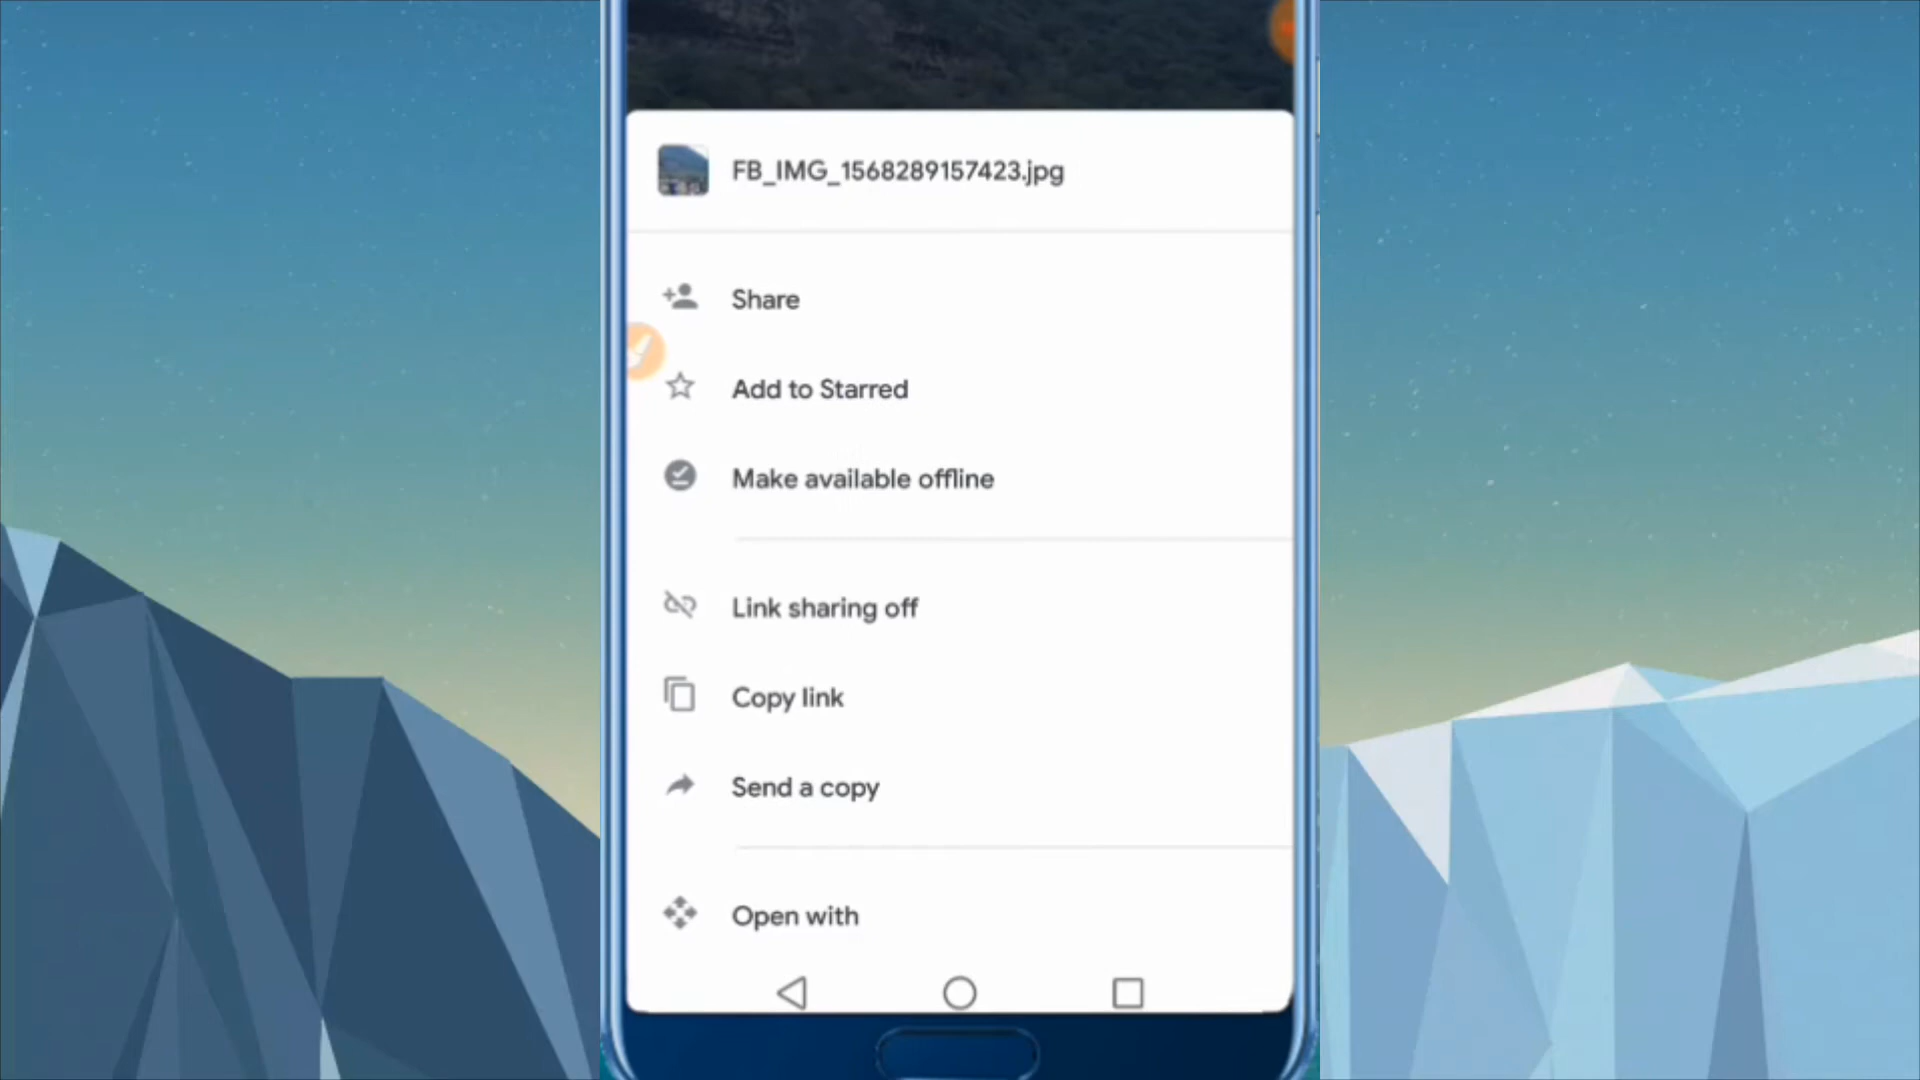 FB_IMG_1568289157423.jpg
Share
Add to Starred
Make available offline
Link sharing off
Copy link
Send a copy
Open with